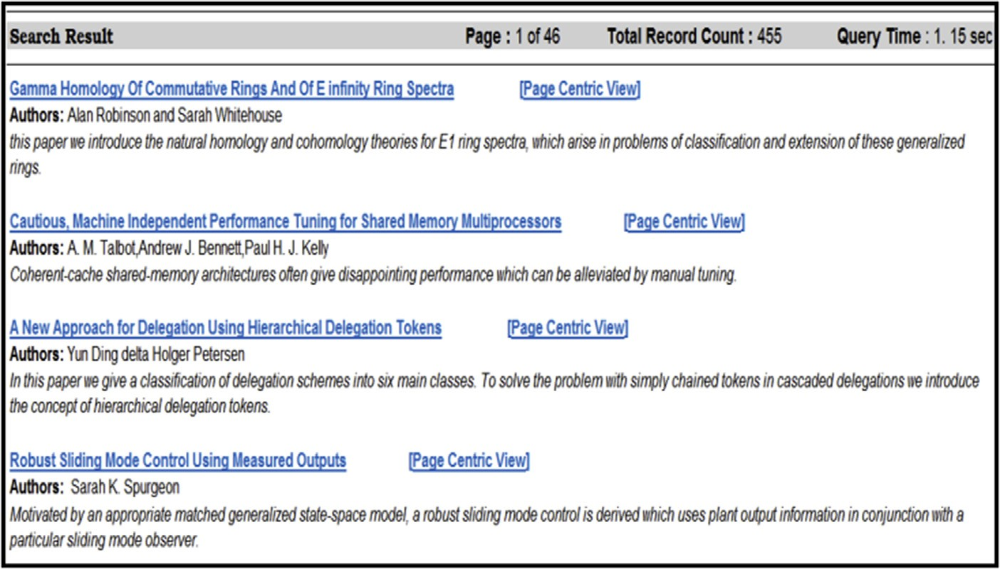 Search Result Page : 1 of 46 Total Record Count : 455 Query Time : 1. 15 sec
Gamma Homology Of Commutative Rings And Of E infinity Ring Spectra [Page Centric View]
Authors: Alan Robinson and Sarah Whitehouse
this paper we introduce the natural homology and cohomology theories for E1 ring spectra, which arise in problems of classification and extension of these generalized
rings.
Cautious, Machine Independent Performance Tuning for Shared Memory Multiprocessors [Page Centric View]
Authors: A. M. Talbot,Andrew J. Bennett,Paul H. J. Kelly
Coherent-cache shared-memory architectures often give disappointing performance which can be alleviated by manual tuning.
A New Approach for Delegation Using Hierarchical Delegation Tokens [Page Centric View]
Authors: Yun Ding delta Holger Petersen
In this paper we give a classification of delegation schemes into six main classes. To solve the problem with simply chained tokens in cascaded delegations we introduce
the concept of hierarchical delegation tokens.
Robust Sliding Mode Control Using Measured Outputs [Page Centric View]
Authors: Sarah K. Spurgeon
Motivated by an appropriate matched generalized state-space model, a robust sliding mode control is derived which uses plant output information in conjunction with a
particular sliding mode observer.